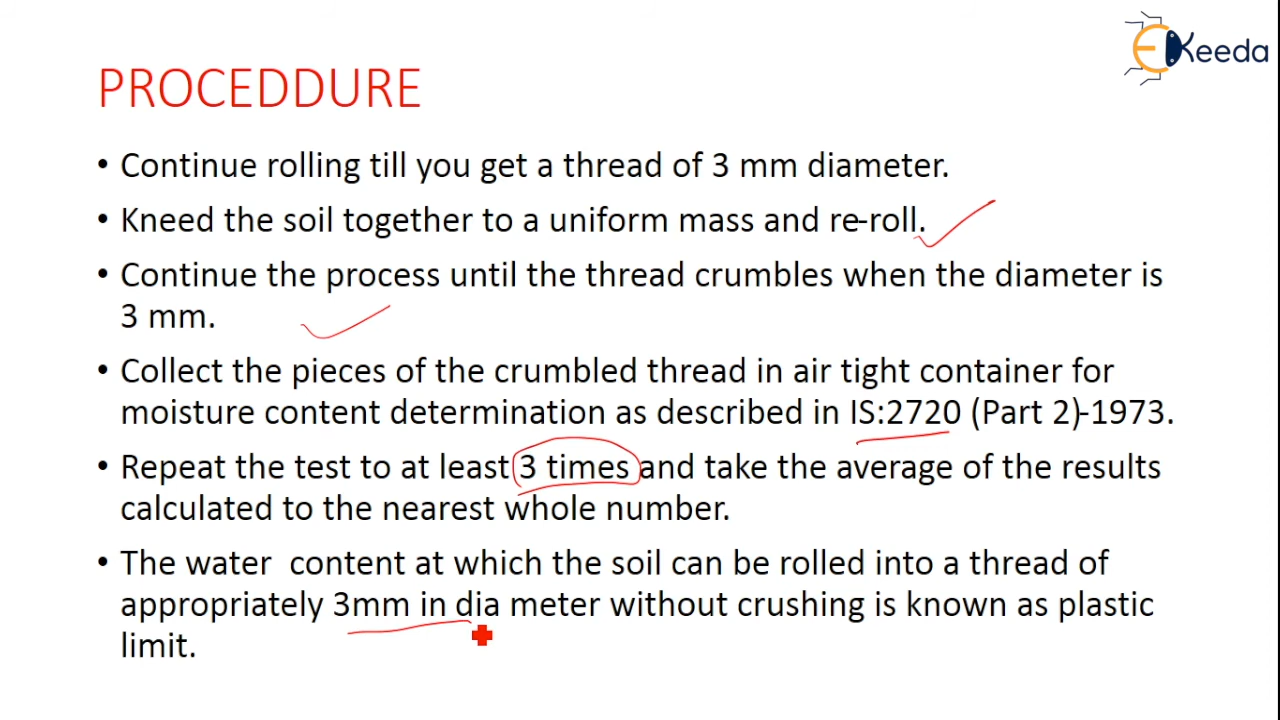 EKeeda
PROCEDDURE
• Continue rolling till you get a thread of 3 mm diameter.
• Kneed the soil together to a uniform mass and re-roll.
• Continue the process until the thread crumbles when the diameter is
3 mm.
• Collect the pieces of the crumbled thread in air tight container for
moisture content determination as described in IS:2720 (Part 2)-1973.
• Repeat the test to at least 3 times and take the average of the results
calculated to the nearest whole number.
• The water content at which the soil can be rolled into a thread of
appropriately 3mm in dia meter without crushing is known as plastic
limit.